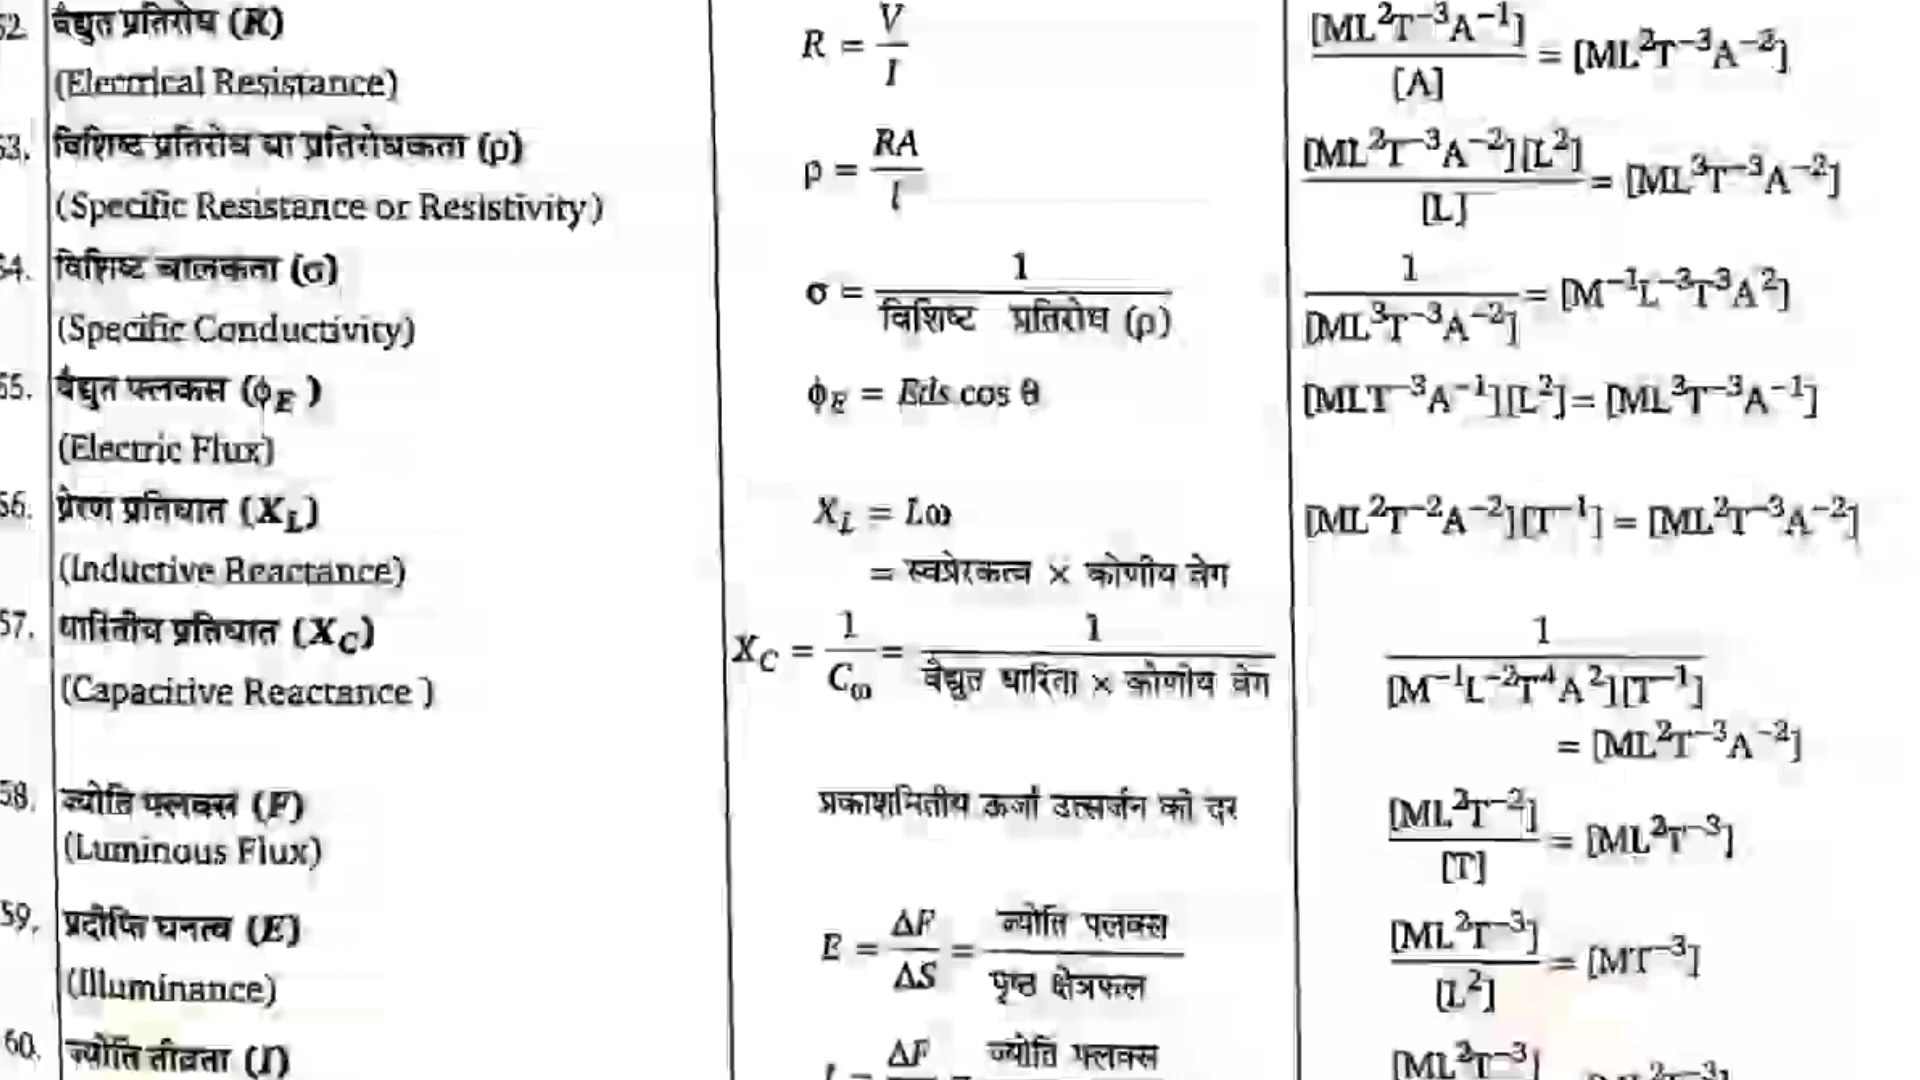 52. वैद्युत प्रतिरोध (R) R = V/I [ML²T⁻³A⁻¹]/[A] = [ML²T⁻³A⁻²]
(Electrical Resistance)
53. विशिष्ट प्रतिरोध या प्रतिरोधकता (ρ) ρ = RA/l [ML²T⁻³A⁻²][L²]/[L] = [ML³T⁻³A⁻²]
(Specific Resistance or Resistivity)
54. विशिष्ट चालकता (σ) σ = 1/विशिष्ट प्रतिरोध (ρ) 1/[ML³T⁻³A⁻²] = [M⁻¹L⁻³T³A²]
(Specific Conductivity)
55. वैद्युत फ्लक्स (ϕE) ϕE = Eds cos θ [MLT⁻³A⁻¹][L²] = [ML³T⁻³A⁻¹]
(Electric Flux)
56. प्रेरण प्रतिघात (XL) XL = Lω [ML²T⁻²A⁻²][T⁻¹] = [ML²T⁻³A⁻²]
(Inductive Reactance) = स्वप्रेरकत्व × कोणीय वेग
57. धारितीय प्रतिघात (XC) XC = 1/Cω = 1/वैद्युत धारिता × कोणीय वेग 1/[M⁻¹L⁻²T⁴A²][T⁻¹]
(Capacitive Reactance) = [ML²T⁻³A⁻²]
58. ज्योति फ्लक्स (F) प्रकाशमितीय ऊर्जा उत्सर्जन की दर [ML²T⁻²]/[T] = [ML²T⁻³]
(Luminous Flux)
59. प्रदीप्ति घनत्व (E) E = ΔF/ΔS = ज्योति फ्लक्स/पृष्ठ क्षेत्रफल [ML²T⁻³]/[L²] = [MT⁻³]
(Illuminance)
60. ज्योति तीव्रता (I) ΔF ज्योति फ्लक्स [ML²T⁻³]